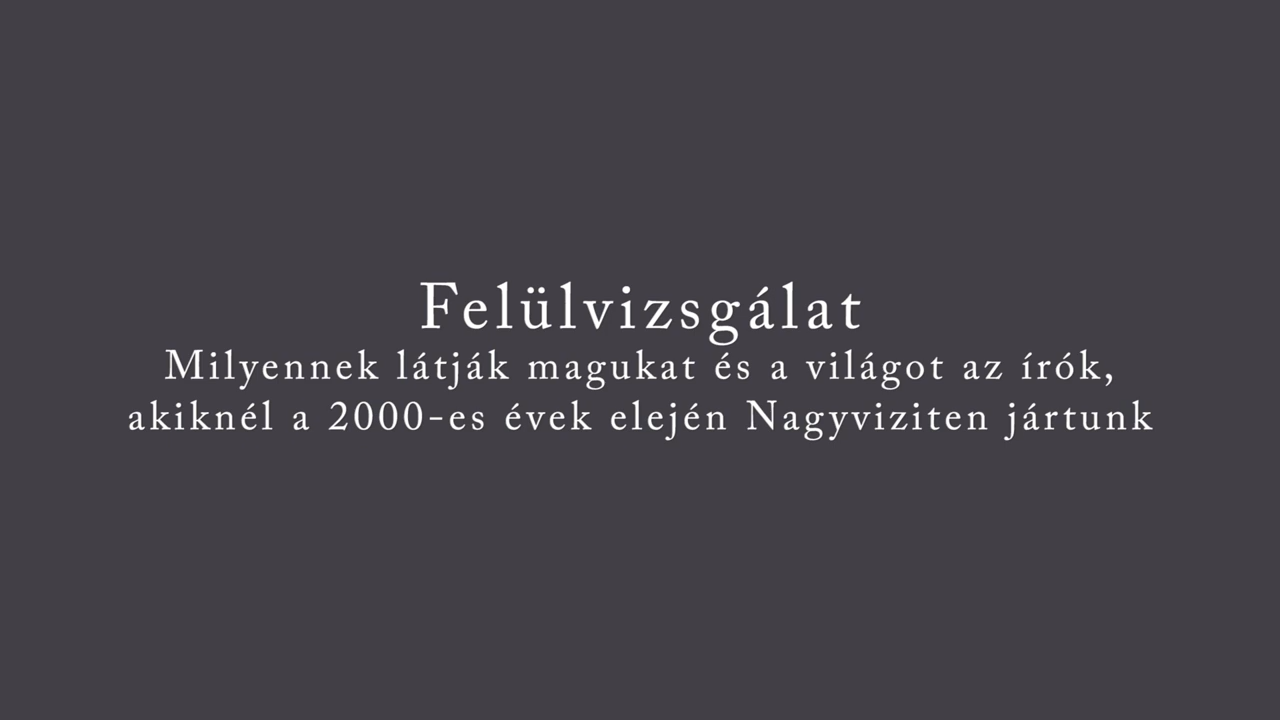 Felülvizsgálat
Milyennek látják magukat és a világot az írók,
akiknél a 2000-es évek elején Nagyviziten jártunk